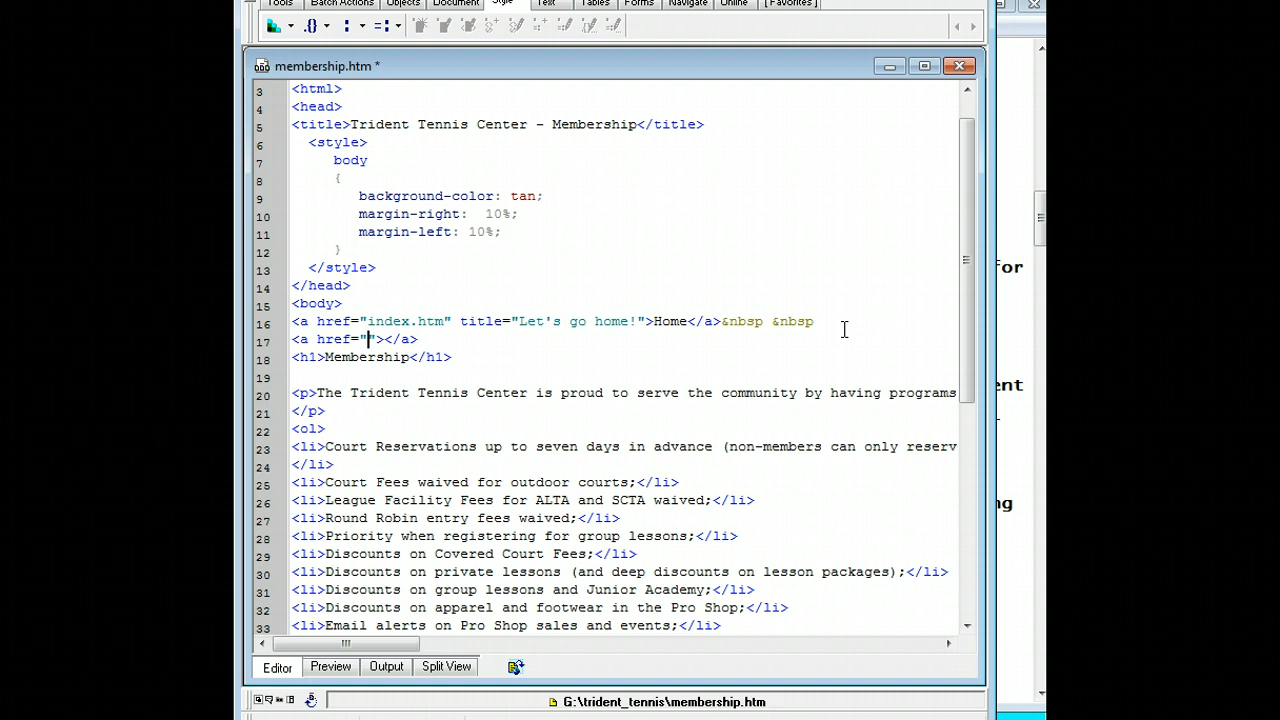 Tools Batch Actions Objects Document Style Text Tables Forms Navigate Online [ Favorites ]
membership.htm *
3 <html>
4 <head>
5 <title>Trident Tennis Center - Membership</title>
6 <style>
7 body
8 {
9 background-color: tan;
10 margin-right: 10%;
11 margin-left: 10%;
12 }
13 </style>
14 </head>
15 <body>
16 <a href="index.htm" title="Let's go home!">Home</a>&nbsp &nbsp
17 <a href=""></a>
18 <h1>Membership</h1>
19
20 <p>The Trident Tennis Center is proud to serve the community by having programs
21 </p>
22 <ol>
23 <li>Court Reservations up to seven days in advance (non-members can only reserv
24 </li>
25 <li>Court Fees waived for outdoor courts;</li>
26 <li>League Facility Fees for ALTA and SCTA waived;</li>
27 <li>Round Robin entry fees waived;</li>
28 <li>Priority when registering for group lessons;</li>
29 <li>Discounts on Covered Court Fees;</li>
30 <li>Discounts on private lessons (and deep discounts on lesson packages);</li>
31 <li>Discounts on group lessons and Junior Academy;</li>
32 <li>Discounts on apparel and footwear in the Pro Shop;</li>
33 <li>Email alerts on Pro Shop sales and events;</li>
for
ent
ng
Editor Preview Output Split View
G:\trident_tennis\membership.htm